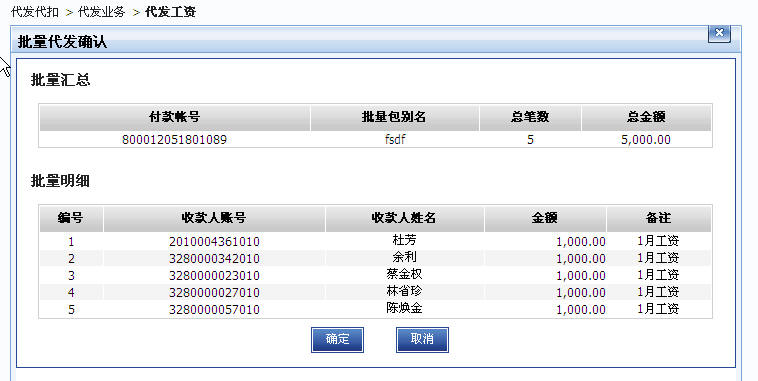 代发代扣 > 代发业务 > 代发工资
批量代发确认
批量汇总
付款帐号 批量包别名 总笔数 总金额
800012051801089 fsdf 5 5,000.00
批量明细
编号 收款人账号 收款人姓名 金额 备注
1 2010004361010 杜芳 1,000.00 1月工资
2 3280000342010 余利 1,000.00 1月工资
3 3280000023010 蔡金权 1,000.00 1月工资
4 3280000027010 林省珍 1,000.00 1月工资
5 3280000057010 陈焕金 1,000.00 1月工资
确定 取消